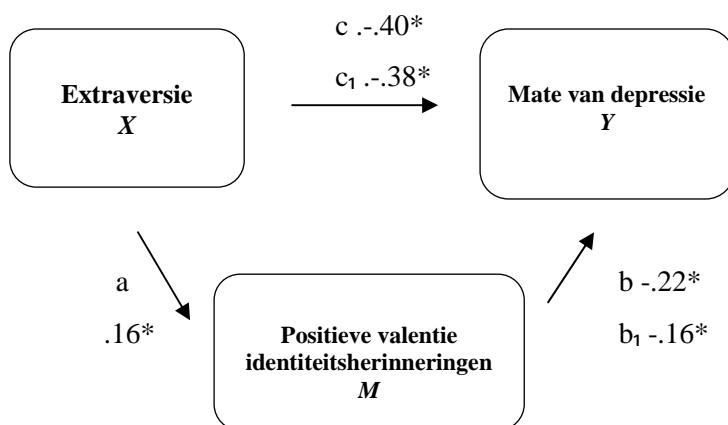 c .-.40*
c₁ .-.38*
Extraversie
X
Mate van depressie
Y
a
.16*
b -.22*
b₁ -.16*
Positieve valentie
identiteitsherinneringen
M